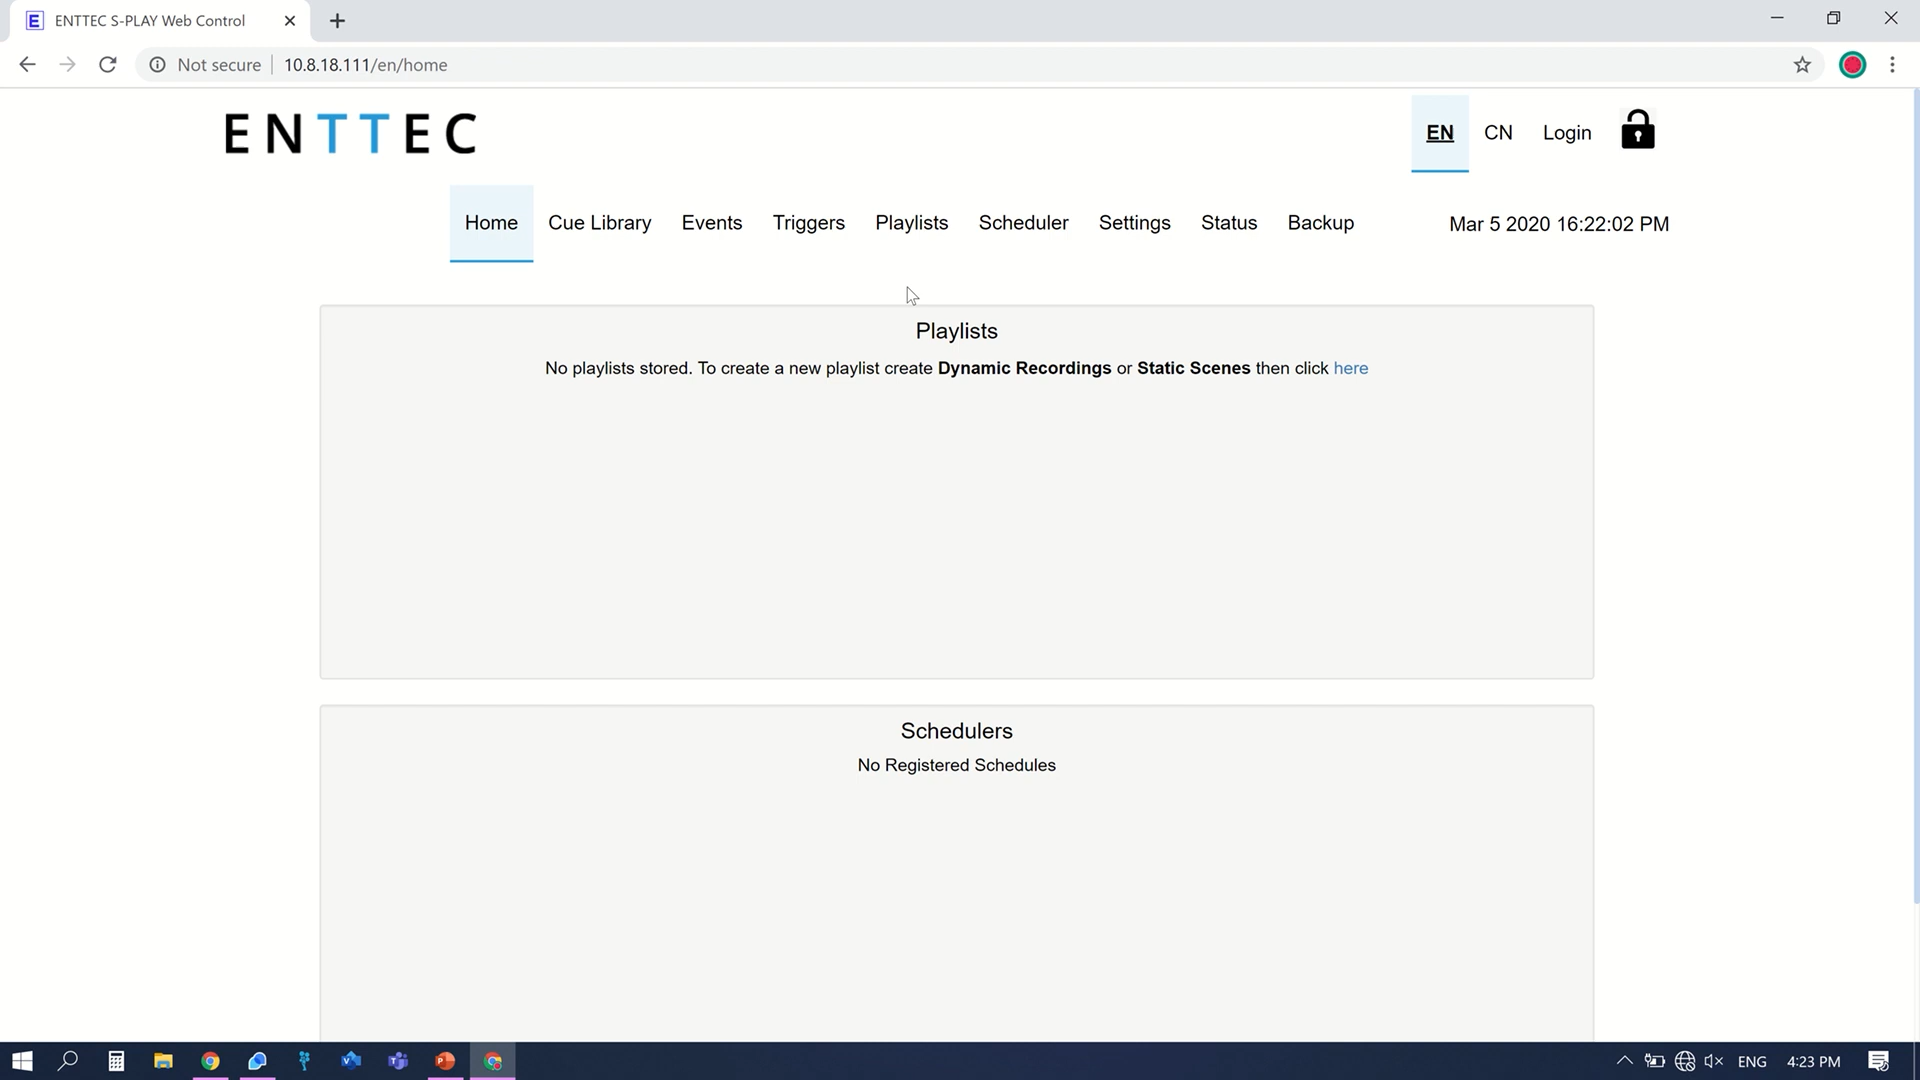 E ENTTEC S-PLAY Web Control
Not secure 10.8.18.111/en/home
ENTTEC
EN CN Login
Home Cue Library Events Triggers Playlists Scheduler Settings Status Backup Mar 5 2020 16:22:02 PM
Playlists
No playlists stored. To create a new playlist create Dynamic Recordings or Static Scenes then click here
Schedulers
No Registered Schedules
ENG 4:23 PM